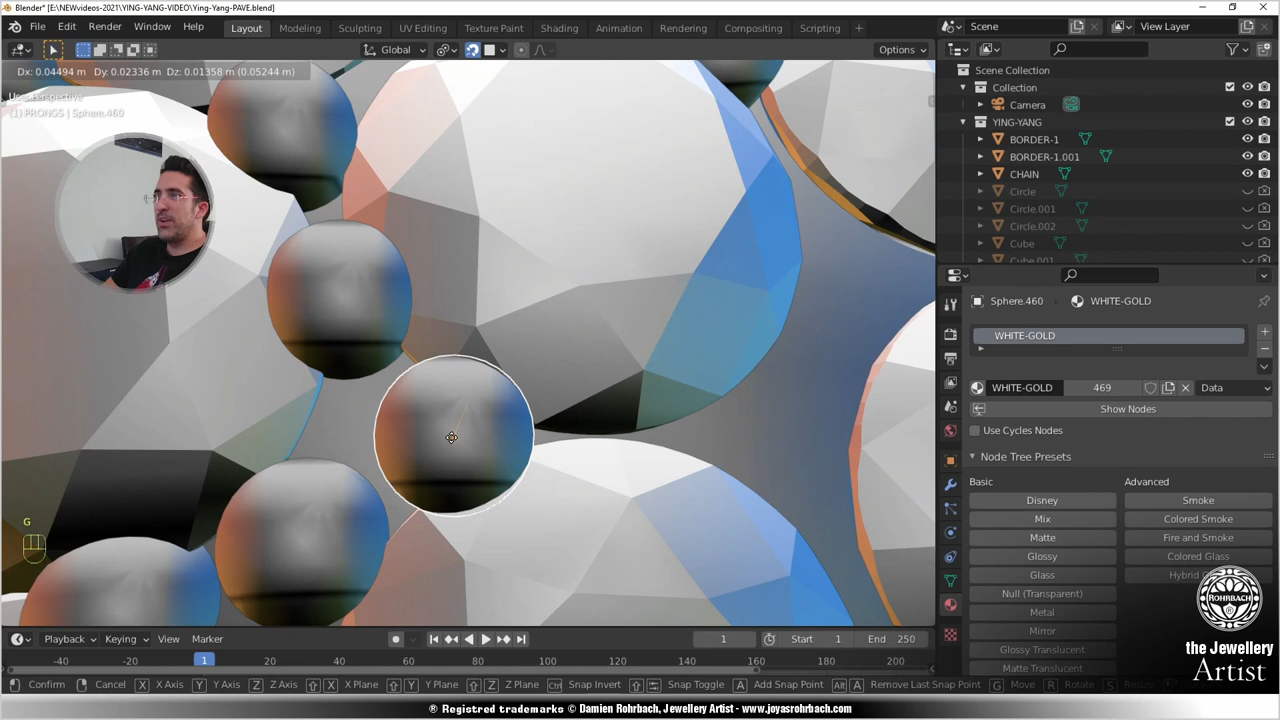 Blender* [E:\NEWvideos-2021\YING-YANG-VIDEO\Ying-Yang-PAVE.blend]
File Edit Render Window Help Layout Modeling Sculpting UV Editing Texture Paint Shading Animation Rendering Compositing Scripting + Scene View Layer
Global Options
Dx: 0.04494 m Dy: 0.02336 m Dz: 0.01358 m (0.05244 m)
(1) PRONGS | Sphere.460
Scene Collection
Collection
Camera
YING-YANG
BORDER-1
BORDER-1.001
CHAIN
Circle
Circle.001
Circle.002
Cube
Cube.001
Sphere.460 WHITE-GOLD
WHITE-GOLD
WHITE-GOLD 469 Data
Show Nodes
Use Cycles Nodes
Node Tree Presets
Basic Advanced
Disney Smoke
Mix Colored Smoke
Matte Fire and Smoke
Glossy Colored Glass
Glass
Null (Transparent)
Metal
Mirror
Glossy Translucent
Matte Translucent
G
ROHRBACH
the Jewellery
Artist
Playback Keying View Marker 1 Start 1 End 250
-40 -20 1 20 40 60 80 100 120 140 160 180 200
Confirm Cancel X X Axis Y Y Axis Z Z Axis X X Plane Y Y Plane Z Z Plane Ctrl Snap Invert Snap Toggle A Add Snap Point Alt A Remove Last Snap Point G Move R Rotate S Resize
® Registered trademarks © Damien Rohrbach, Jewellery Artist - www.joyasrohrbach.com